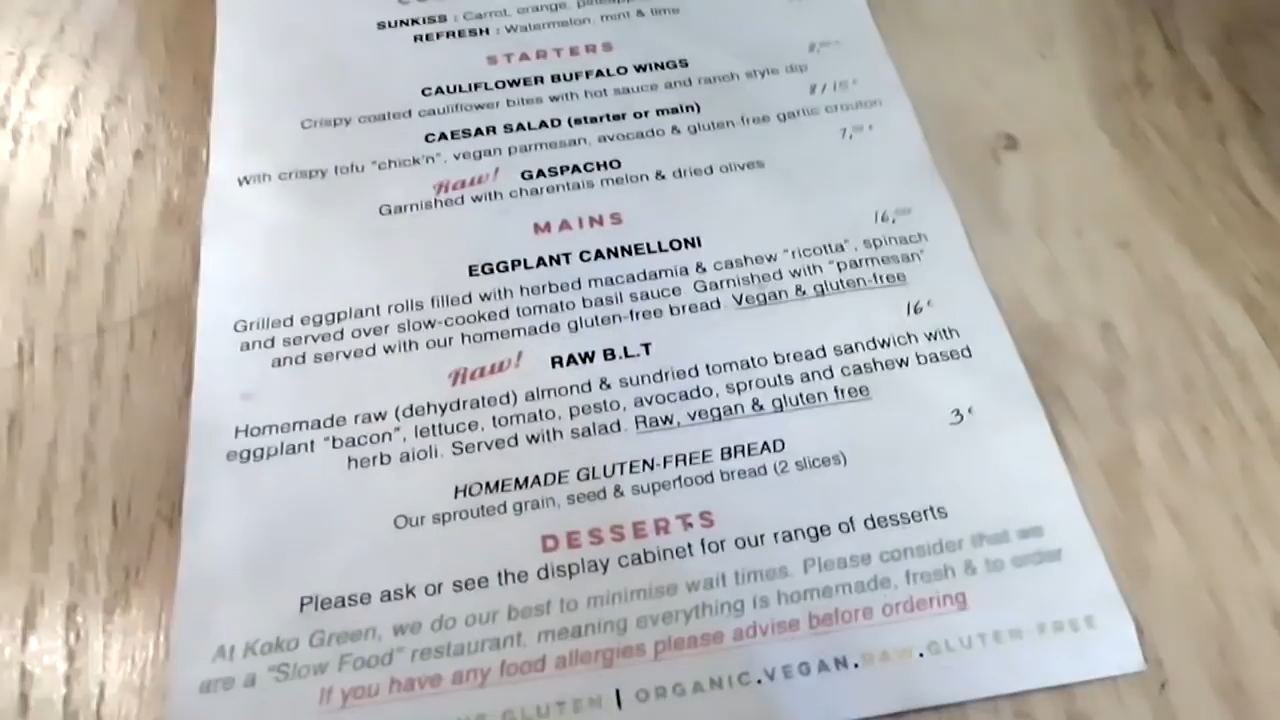 SUNKISS : Carrot, orange,
REFRESH : Watermelon, mint & lime
STARTERS
CAULIFLOWER BUFFALO WINGS
Crispy coated cauliflower bites with hot sauce and ranch style dip
8/15€
CAESAR SALAD (starter or main)
With crispy tofu "chick'n", vegan parmesan, avocado & gluten-free garlic crouton
Raw! GASPACHO
Garnished with charentais melon & dried olives
MAINS
EGGPLANT CANNELLONI
Grilled eggplant rolls filled with herbed macadamia & cashew "ricotta", spinach
and served over slow-cooked tomato basil sauce. Garnished with "parmesan"
and served with our homemade gluten-free bread. Vegan & gluten-free
16€
Raw! RAW B.L.T
Homemade raw (dehydrated) almond & sundried tomato bread sandwich with
eggplant "bacon", lettuce, tomato, pesto, avocado, sprouts and cashew based
herb aioli. Served with salad. Raw, vegan & gluten free
3€
HOMEMADE GLUTEN-FREE BREAD
Our sprouted grain, seed & superfood bread (2 slices)
DESSERTS
Please ask or see the display cabinet for our range of desserts
At Koko Green, we do our best to minimise wait times. Please consider that we
are a "Slow Food" restaurant, meaning everything is homemade, fresh & to order
If you have any food allergies please advise before ordering
GLUTEN | ORGANIC.VEGAN.RAW.GLUTEN-FREE